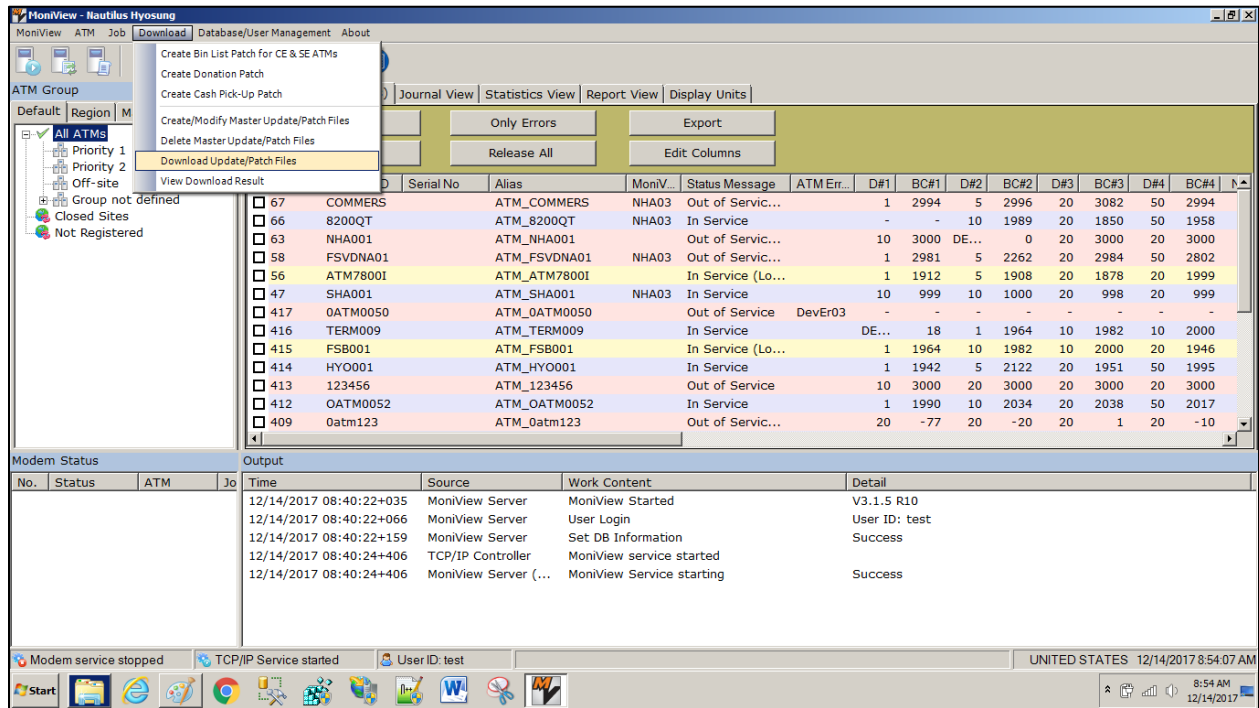 MoniView - Nautilus Hyosung
MoniView ATM Job Download Database/User Management About
Create Bin List Patch for CE & SE ATMs
Create Donation Patch
Create Cash Pick-Up Patch
Create/Modify Master Update/Patch Files
Delete Master Update/Patch Files
Download Update/Patch Files
View Download Result
ATM Group
Default Region
All ATMs
Priority 1
Priority 2
Off-site
Group not defined
Closed Sites
Not Registered
Journal View Statistics View Report View Display Units
Only Errors Export
Release All Edit Columns
Serial No Alias MoniV... Status Message ATM Err... D#1 BC#1 D#2 BC#2 D#3 BC#3 D#4 BC#4
67 COMMERS ATM_COMMERS NHA03 Out of Servic... 1 2994 5 2996 20 3082 50 2994
66 8200QT ATM_8200QT NHA03 In Service - - 10 1989 20 1850 50 1958
63 NHA001 ATM_NHA001 Out of Servic... 10 3000 DE... 0 20 3000 20 3000
58 FSVDNA01 ATM_FSVDNA01 NHA03 Out of Servic... 1 2981 5 2262 20 2984 50 2802
56 ATM7800I ATM_ATM7800I In Service (Lo... 1 1912 5 1908 20 1878 20 1999
47 SHA001 ATM_SHA001 NHA03 In Service 10 999 10 1000 20 998 20 999
417 0ATM0050 ATM_0ATM0050 Out of Service DevEr03 - - - - - - - -
416 TERM009 ATM_TERM009 In Service DE... 18 1 1964 10 1982 10 2000
415 FSB001 ATM_FSB001 In Service (Lo... 1 1964 10 1982 10 2000 20 1946
414 HYO001 ATM_HYO001 In Service 1 1942 5 2122 20 1951 50 1995
413 123456 ATM_123456 Out of Service 10 3000 20 3000 20 3000 20 3000
412 OATM0052 ATM_OATM0052 In Service 1 1990 10 2034 20 2038 50 2017
409 0atm123 ATM_0atm123 Out of Servic... 20 -77 20 -20 20 1 20 -10
Modem Status
No. Status ATM Jo
Output
Time Source Work Content Detail
12/14/2017 08:40:22+035 MoniView Server MoniView Started V3.1.5 R10
12/14/2017 08:40:22+066 MoniView Server User Login User ID: test
12/14/2017 08:40:22+159 MoniView Server Set DB Information Success
12/14/2017 08:40:24+406 TCP/IP Controller MoniView service started
12/14/2017 08:40:24+406 MoniView Server (... MoniView Service starting Success
Modem service stopped TCP/IP Service started User ID: test UNITED STATES 12/14/2017 8:54:07 AM
Start 8:54 AM
12/14/2017